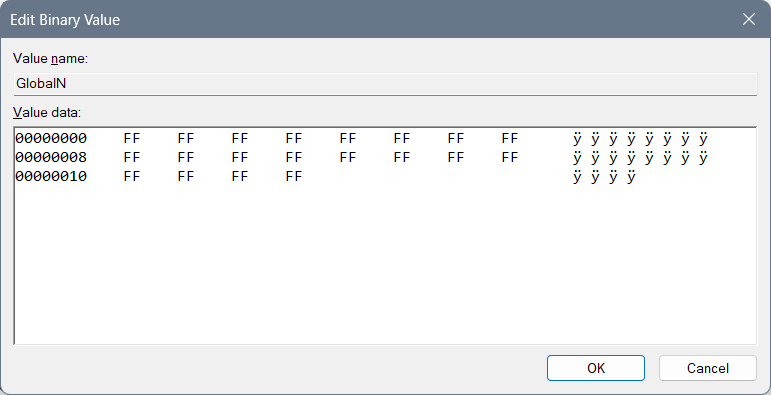 Edit Binary Value
Value name:
GlobalN
Value data:
00000000 FF FF FF FF FF FF FF FF ÿ ÿ ÿ ÿ ÿ ÿ ÿ ÿ
00000008 FF FF FF FF FF FF FF FF ÿ ÿ ÿ ÿ ÿ ÿ ÿ ÿ
00000010 FF FF FF FF ÿ ÿ ÿ ÿ
OK Cancel